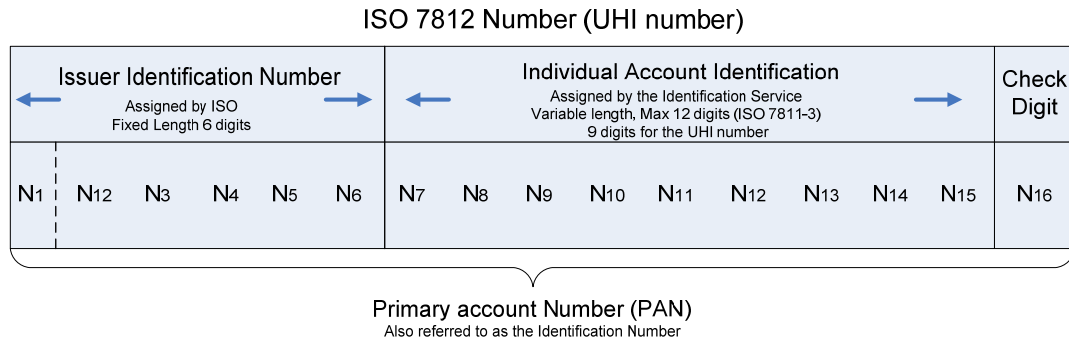 ISO 7812 Number (UHI number)
Issuer Identification Number
Assigned by ISO
Fixed Length 6 digits
Individual Account Identification
Assigned by the Identification Service
Variable length, Max 12 digits (ISO 7811-3)
9 digits for the UHI number
Check
Digit
N1 N12 N3 N4 N5 N6 N7 N8 N9 N10 N11 N12 N13 N14 N15 N16
Primary account Number (PAN)
Also referred to as the Identification Number